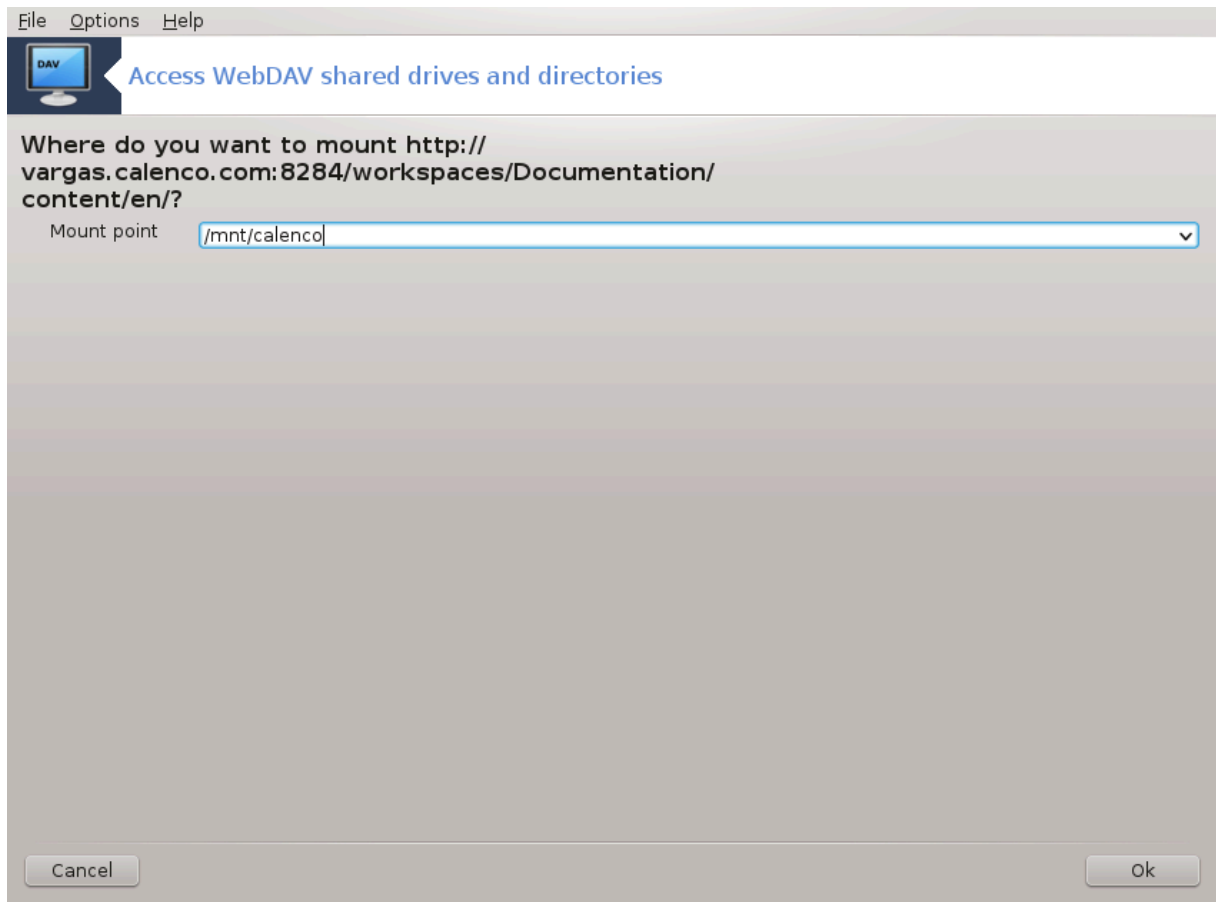 File Options Help
DAV
Access WebDAV shared drives and directories
Where do you want to mount http://
vargas.calenco.com:8284/workspaces/Documentation/
content/en/?
Mount point /mnt/calenco
Cancel Ok